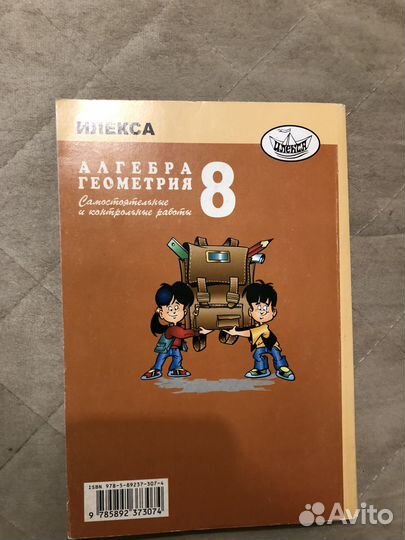 ИЛЕКСА
ИЛЕКСА
АЛГЕБРА
ГЕОМЕТРИЯ 8
Самостоятельные
и контрольные работы
ISBN 978-5-89237-307-4
9 785892 373074
Avito